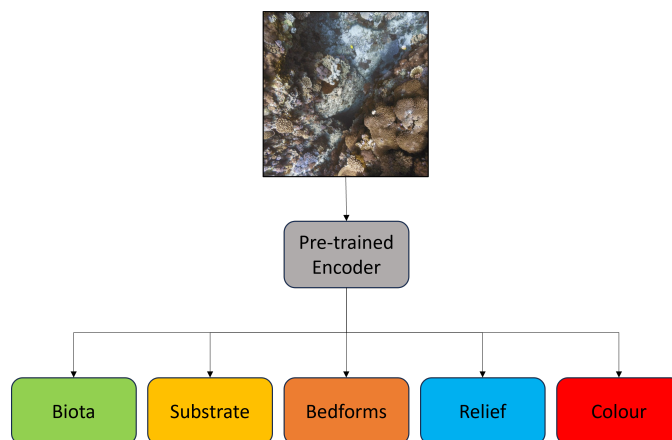 Pre-trained
Encoder
Biota
Substrate
Bedforms
Relief
Colour